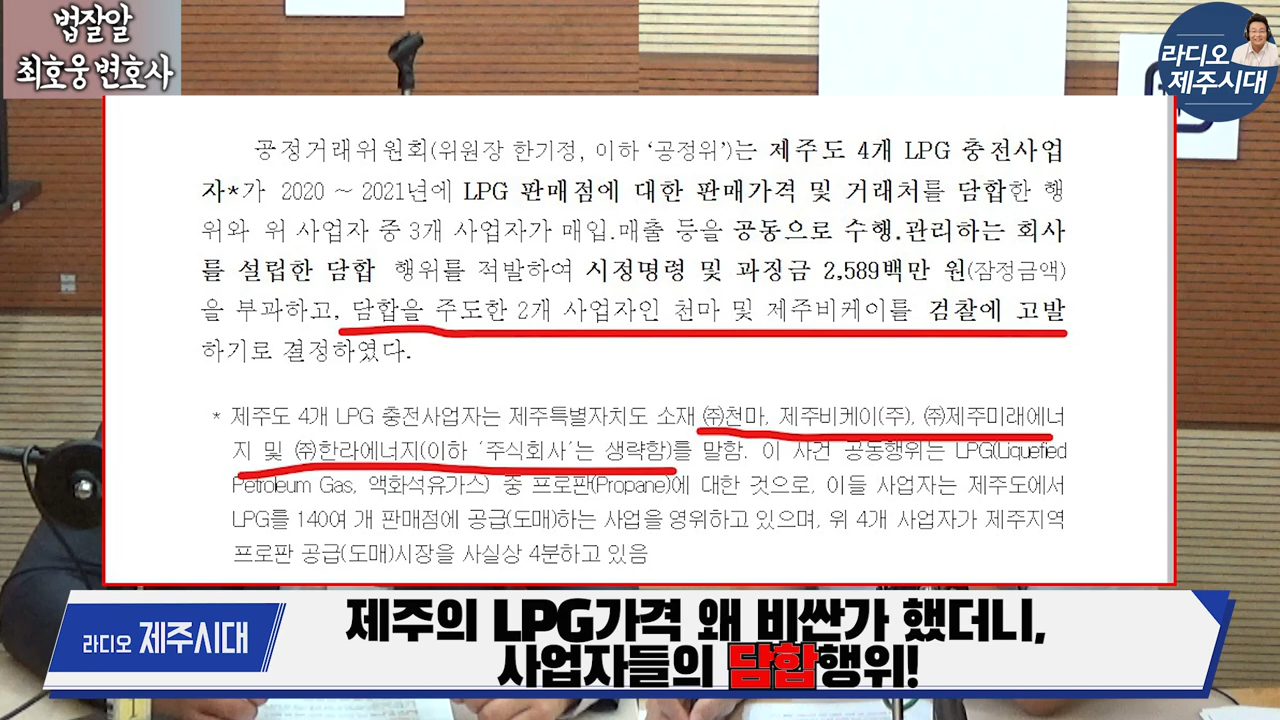 법잘알
최호웅 변호사
라디오
제주시대
공정거래위원회(위원장 한기정, 이하 ‘공정위’)는 제주도 4개 LPG 충전사업
자*가 2020 ~ 2021년에 LPG 판매점에 대한 판매가격 및 거래처를 담합한 행
위와 위 사업자 중 3개 사업자가 매입.매출 등을 공동으로 수행.관리하는 회사
를 설립한 담합 행위를 적발하여 시정명령 및 과징금 2,589백만 원(잠정금액)
을 부과하고, 담합을 주도한 2개 사업자인 천마 및 제주비케이를 검찰에 고발
하기로 결정하였다.
* 제주도 4개 LPG 충전사업자는 제주특별자치도 소재 ㈜천마, 제주비케이(주), ㈜제주미래에너
지 및 ㈜한라에너지(이하 ‘주식회사’는 생략함)를 말함. 이 사건 공동행위는 LPG(Liquefied
Petroleum Gas, 액화석유가스) 중 프로판(Propane)에 대한 것으로, 이들 사업자는 제주도에서
LPG를 140여 개 판매점에 공급(도매)하는 사업을 영위하고 있으며, 위 4개 사업자가 제주지역
프로판 공급(도매)시장을 사실상 4분하고 있음
라디오 제주시대
제주의 LPG가격 왜 비싼가 했더니,
사업자들의 담합행위!